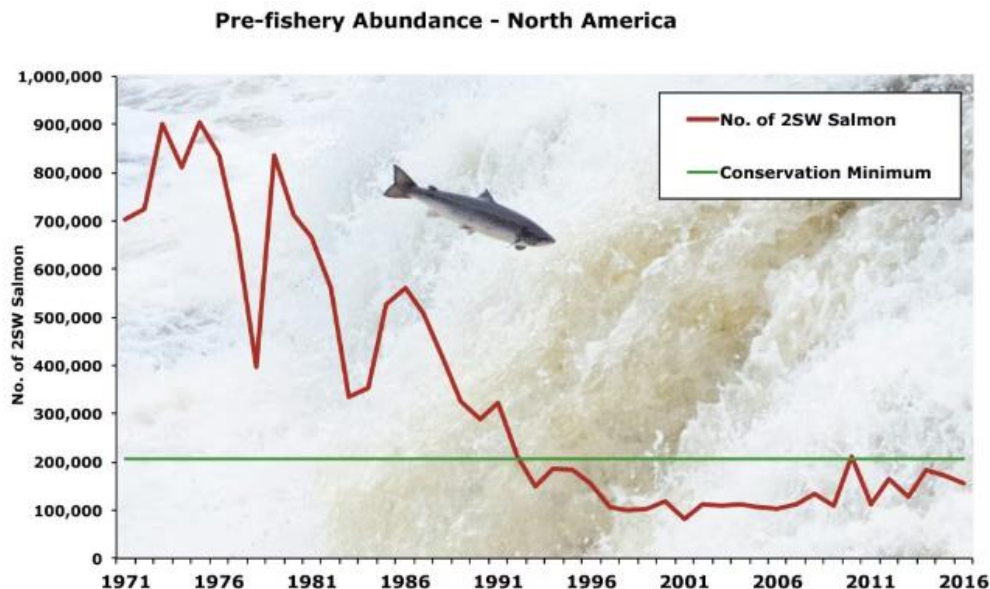 Pre-fishery Abundance - North America
1,000,000
900,000
800,000
700,000
600,000
500,000
400,000
300,000
200,000
100,000
0
No. of 2SW Salmon
No. of 2SW Salmon
Conservation Minimum
1971 1976 1981 1986 1991 1996 2001 2006 2011 2016